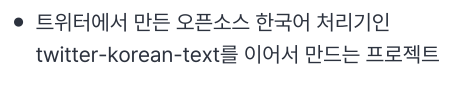 • 트위터에서 만든 오픈소스 한국어 처리기인
twitter-korean-text를 이어서 만드는 프로젝트